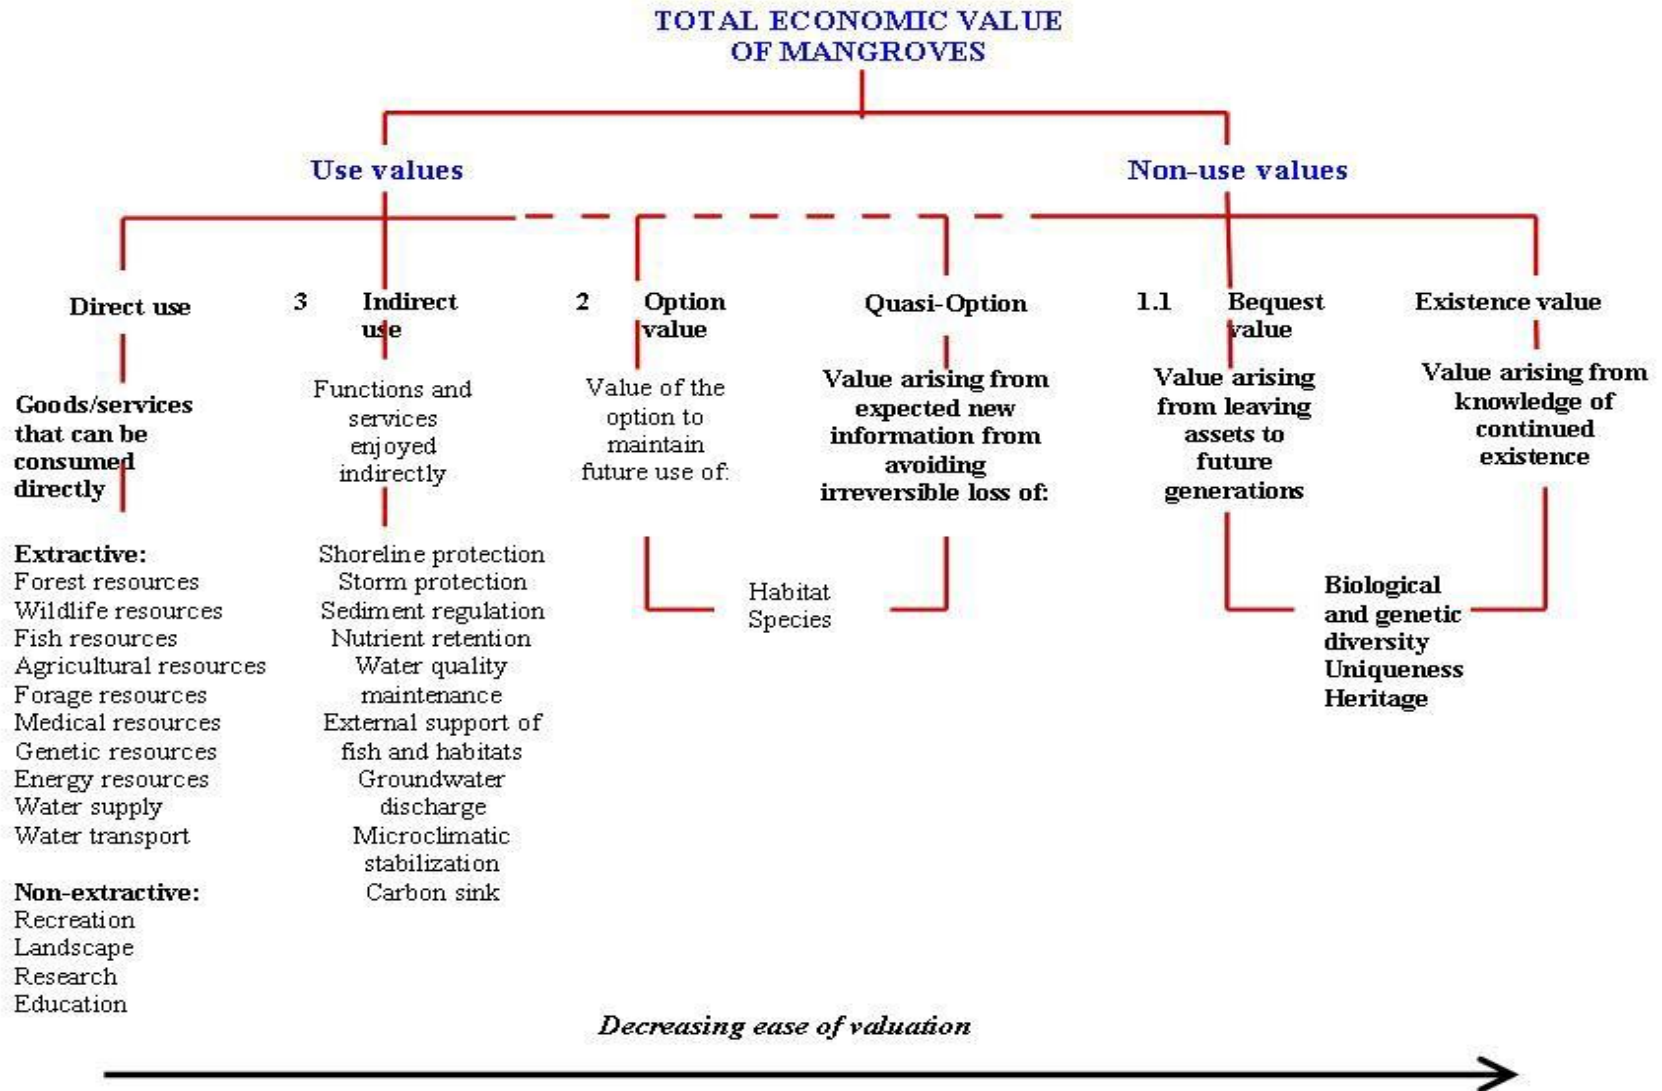 TOTAL ECONOMIC VALUE
OF MANGROVES
Use values
Non-use values
Direct use
3 Indirect
use
2 Option
value
Quasi-Option
1.1 Bequest
value
Existence value
Goods/services
that can be
consumed
directly
Functions and
services
enjoyed
indirectly
Value of the
option to
maintain
future use of:
Value arising from
expected new
information from
avoiding
irreversible loss of:
Value arising
from leaving
assets to
future
generations
Value arising from
knowledge of
continued
existence
Extractive:
Forest resources
Wildlife resources
Fish resources
Agricultural resources
Forage resources
Medical resources
Genetic resources
Energy resources
Water supply
Water transport
Non-extractive:
Recreation
Landscape
Research
Education
Shoreline protection
Storm protection
Sediment regulation
Nutrient retention
Water quality
maintenance
External support of
fish and habitats
Groundwater
discharge
Microclimatic
stabilization
Carbon sink
Habitat
Species
Biological
and genetic
diversity
Uniqueness
Heritage
Decreasing ease of valuation